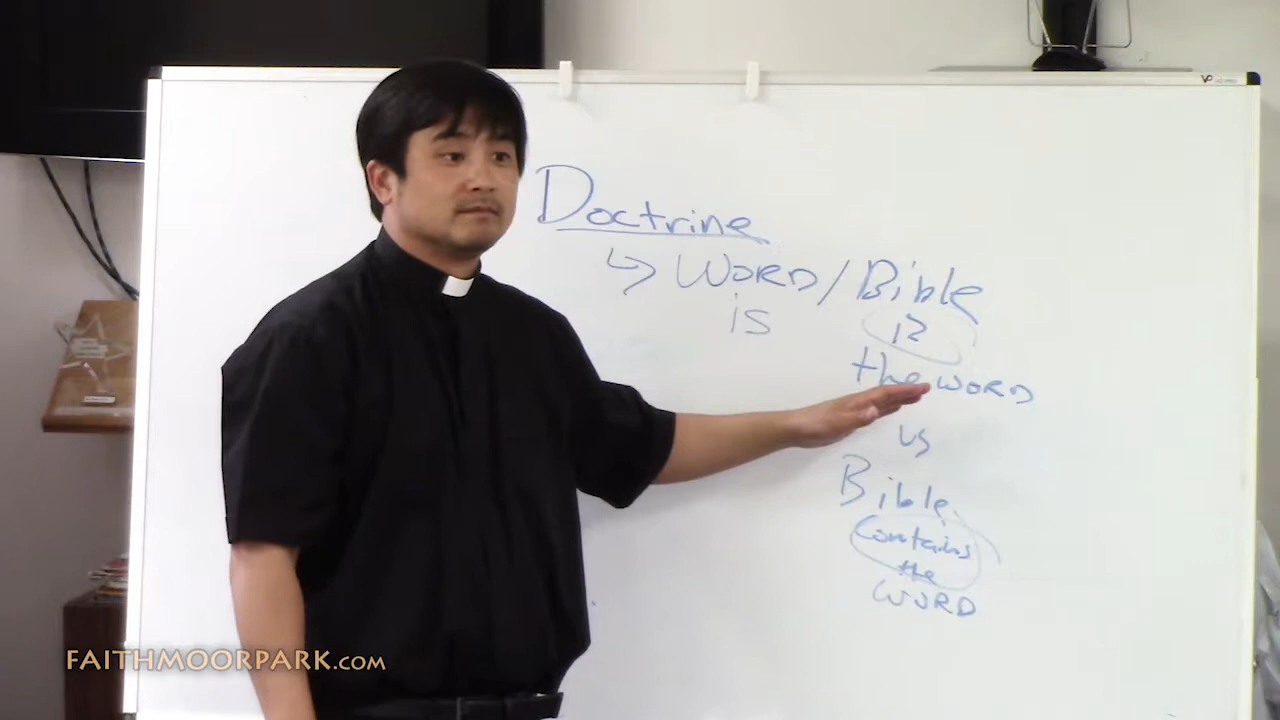 Doctrine
↳ WORD/Bible
is is
the WORD
vs
Bible
Contains
the
WORD
FAITHMOORPARK.COM